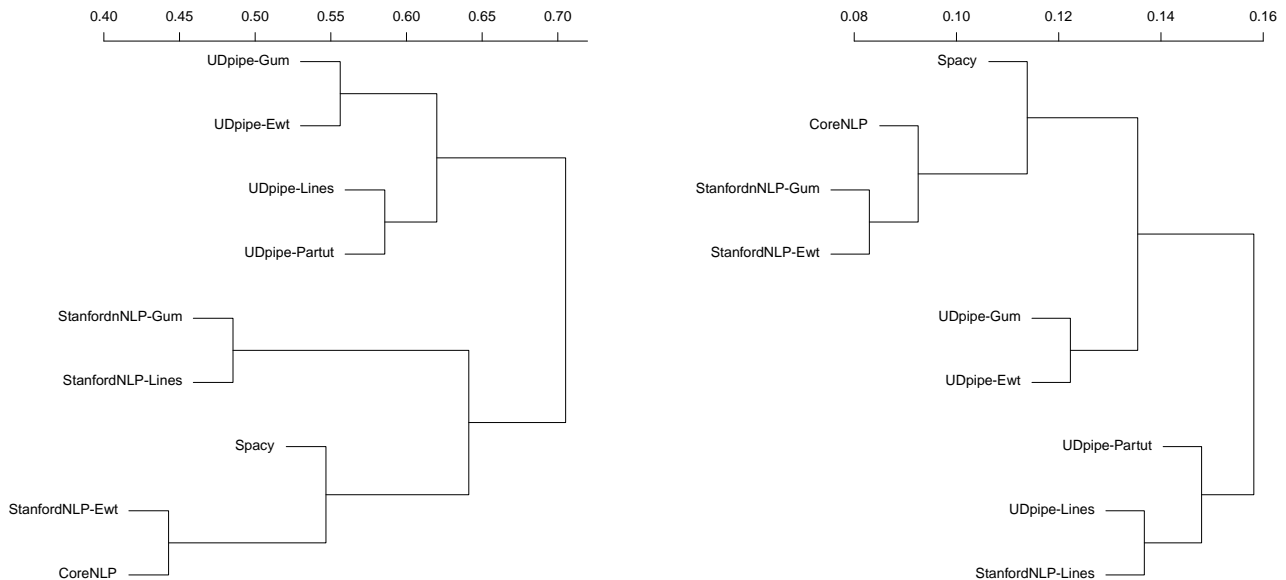 0.40 0.45 0.50 0.55 0.60 0.65 0.70
UDpipe-Gum
UDpipe-Ewt
UDpipe-Lines
UDpipe-Partut
StanfordnNLP-Gum
StanfordNLP-Lines
Spacy
StanfordNLP-Ewt
CoreNLP
0.08 0.10 0.12 0.14 0.16
Spacy
CoreNLP
StanfordnNLP-Gum
StanfordNLP-Ewt
UDpipe-Gum
UDpipe-Ewt
UDpipe-Partut
UDpipe-Lines
StanfordNLP-Lines